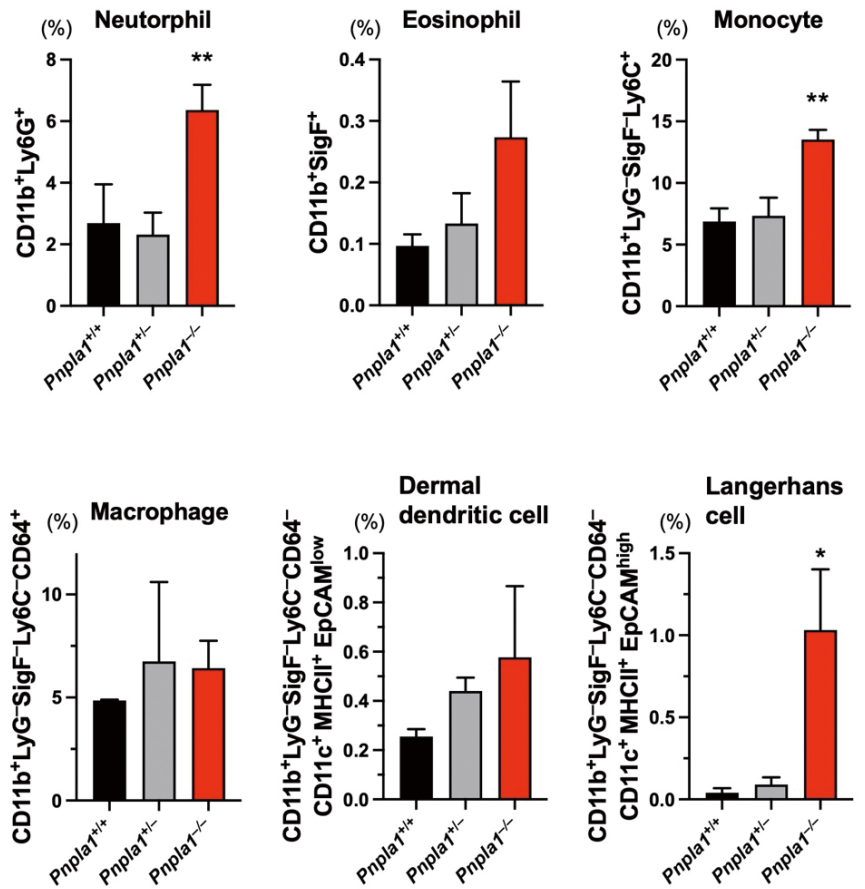 Neutorphil
(%)
CD11b+Ly6G+
8
6
4
2
0
**
Pnpla1+/+
Pnpla1+/–
Pnpla1–/–
Eosinophil
(%)
CD11b+SigF+
0.4
0.3
0.2
0.1
0.0
Pnpla1+/+
Pnpla1+/–
Pnpla1–/–
Monocyte
(%)
CD11b+LyG–SigF–Ly6C+
20
15
10
5
0
**
Pnpla1+/+
Pnpla1+/–
Pnpla1–/–
Macrophage
(%)
CD11b+LyG–SigF–Ly6C–CD64+
10
5
0
Pnpla1+/+
Pnpla1+/–
Pnpla1–/–
Dermal
dendritic cell
(%)
CD11b+LyG–SigF–Ly6C–CD64–
CD11c+ MHCII+ EpCAMlow
1.0
0.8
0.6
0.4
0.2
0.0
Pnpla1+/+
Pnpla1+/–
Pnpla1–/–
Langerhans
cell
(%)
CD11b+LyG–SigF–Ly6C–CD64–
CD11c+ MHCII+ EpCAMhigh
1.5
1.0
0.5
0.0
*
Pnpla1+/+
Pnpla1+/–
Pnpla1–/–